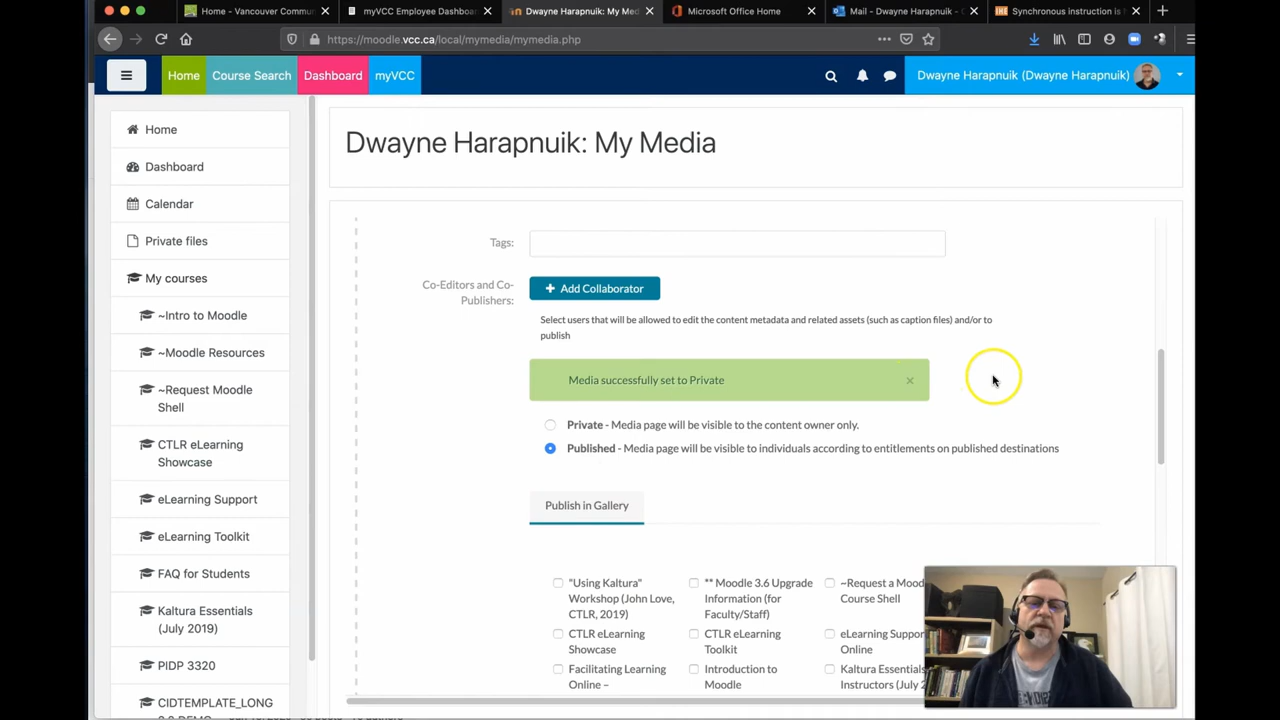 Home - Vancouver Commun
myVCC Employee Dashboa
Dwayne Harapnuik: My Med
Microsoft Office Home
Mail - Dwayne Harapnuik - O
Synchronous instruction is
https://moodle.vcc.ca/local/mymedia/mymedia.php
Home
Course Search
Dashboard
myVCC
Dwayne Harapnuik (Dwayne Harapnuik)
Home
Dashboard
Calendar
Private files
My courses
~Intro to Moodle
~Moodle Resources
~Request Moodle
Shell
CTLR eLearning
Showcase
eLearning Support
eLearning Toolkit
FAQ for Students
Kaltura Essentials
(July 2019)
PIDP 3320
CIDTEMPLATE_LONG
Dwayne Harapnuik: My Media
Tags:
Co-Editors and Co-
Publishers:
+ Add Collaborator
Select users that will be allowed to edit the content metadata and related assets (such as caption files) and/or to
publish
Media successfully set to Private ×
Private - Media page will be visible to the content owner only.
Published - Media page will be visible to individuals according to entitlements on published destinations
Publish in Gallery
"Using Kaltura"
Workshop (John Love,
CTLR, 2019)
** Moodle 3.6 Upgrade
Information (for
Faculty/Staff)
~Request a Mood
Course Shell
CTLR eLearning
Showcase
CTLR eLearning
Toolkit
eLearning Suppor
Online
Facilitating Learning
Online –
Introduction to
Moodle
Kaltura Essentials
Instructors (July 2